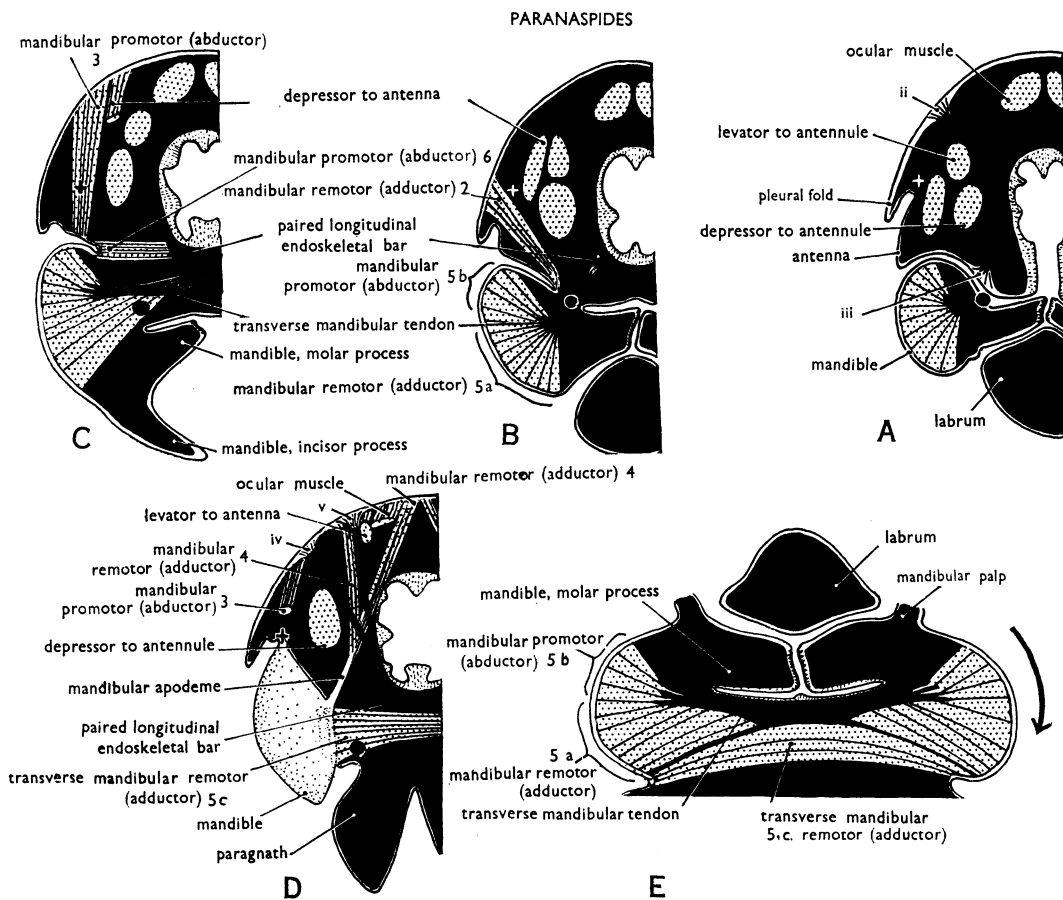 PARANASPIDES
mandibular promotor (abductor)
3
depressor to antenna
mandibular promotor (abductor) 6
mandibular remotor (adductor) 2
paired longitudinal
endoskeletal bar
mandibular
promotor (abductor) 5b
transverse mandibular tendon
mandible, molar process
mandibular remotor (adductor) 5a
mandible, incisor process
C
B
ocular muscle
ii
levator to antennule
pleural fold
depressor to antennule
antenna
iii
mandible
labrum
A
mandibular remotor (adductor) 4
ocular muscle
v
levator to antenna
iv
mandibular
remotor (adductor) 4
mandibular
promotor (abductor) 3
depressor to antennule
mandibular apodeme
paired longitudinal
endoskeletal bar
transverse mandibular remotor
(adductor) 5c
mandible
paragnath
D
labrum
mandibular palp
mandible, molar process
mandibular promotor
(abductor) 5 b
5 a
mandibular remotor
(adductor)
transverse mandibular tendon
transverse mandibular
5.c. remotor (adductor)
E